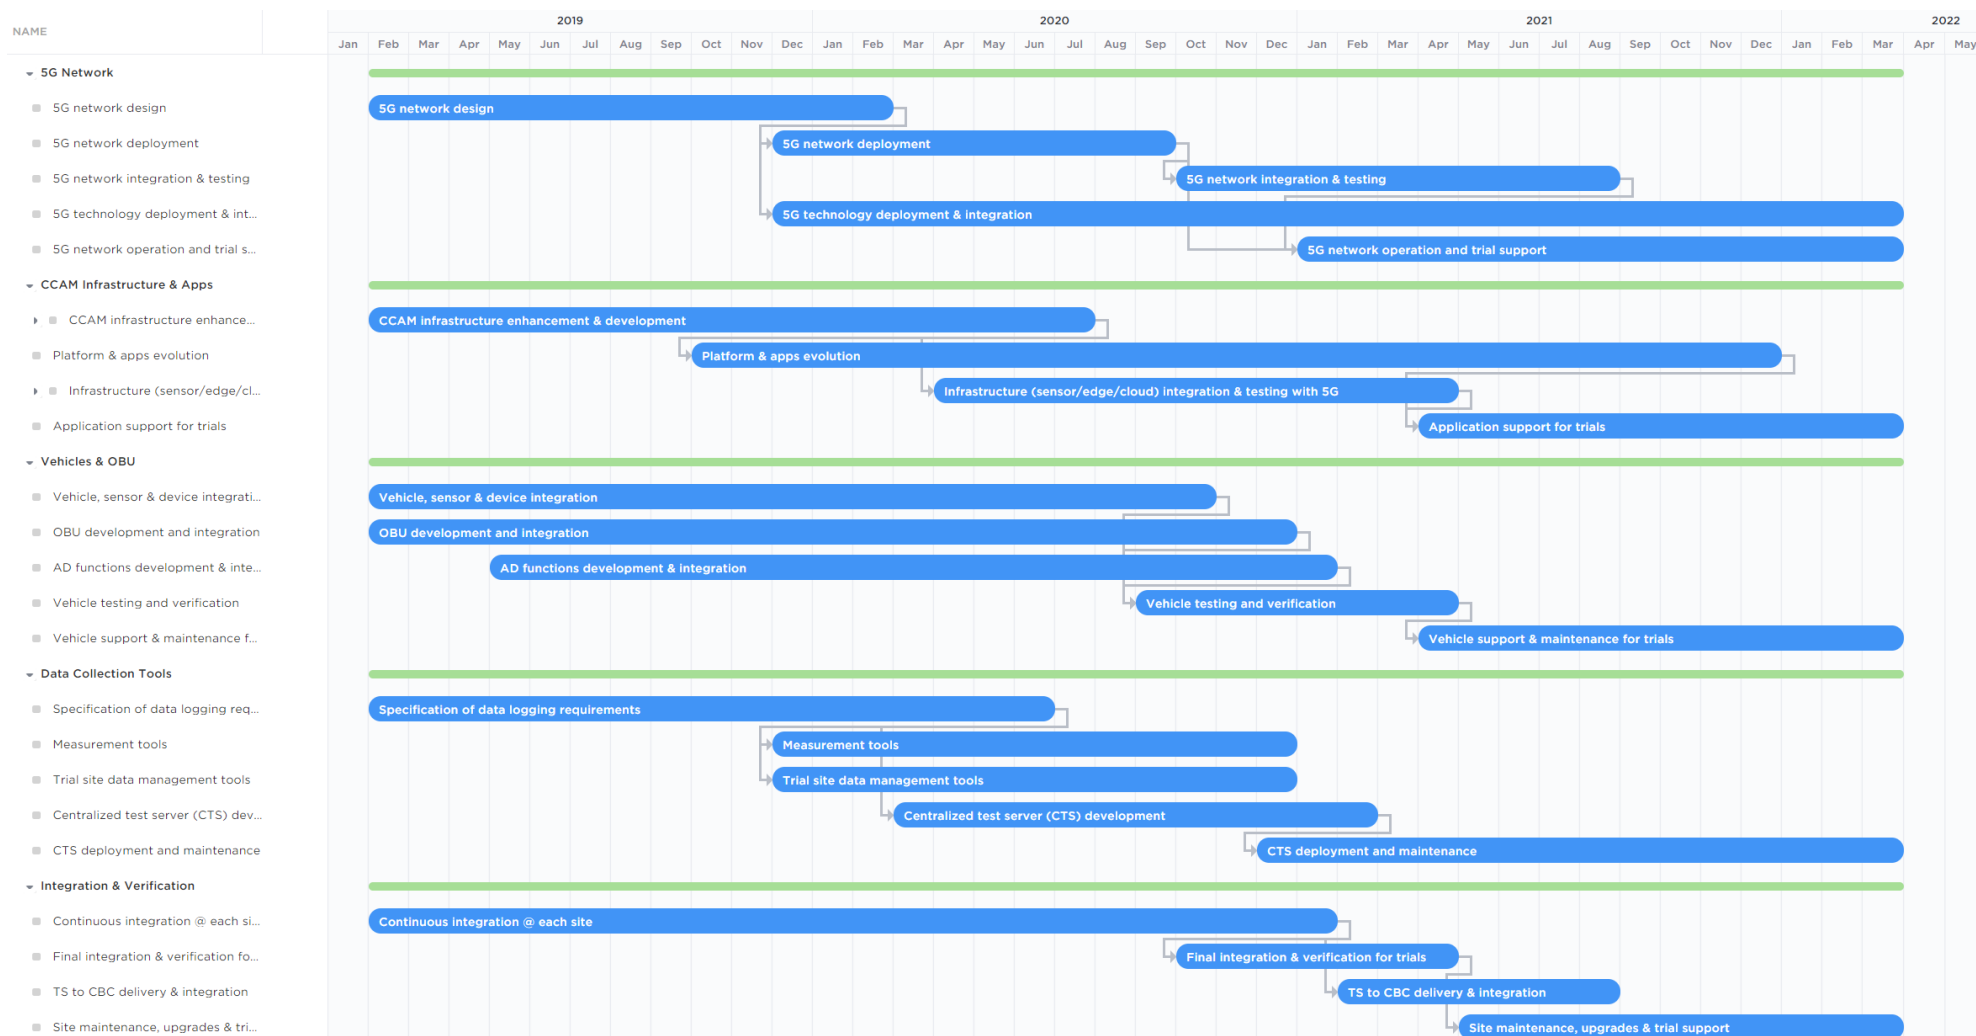 NAME
2019 2020 2021 2022
Jan Feb Mar Apr May Jun Jul Aug Sep Oct Nov Dec Jan Feb Mar Apr May Jun Jul Aug Sep Oct Nov Dec Jan Feb Mar Apr May Jun Jul Aug Sep Oct Nov Dec Jan Feb Mar Apr May
5G Network
5G network design 5G network design
5G network deployment 5G network deployment
5G network integration & testing 5G network integration & testing
5G technology deployment & int... 5G technology deployment & integration
5G network operation and trial s... 5G network operation and trial support
CCAM Infrastructure & Apps
CCAM infrastructure enhance... CCAM infrastructure enhancement & development
Platform & apps evolution Platform & apps evolution
Infrastructure (sensor/edge/cl... Infrastructure (sensor/edge/cloud) integration & testing with 5G
Application support for trials Application support for trials
Vehicles & OBU
Vehicle, sensor & device integrati... Vehicle, sensor & device integration
OBU development and integration OBU development and integration
AD functions development & inte... AD functions development & integration
Vehicle testing and verification Vehicle testing and verification
Vehicle support & maintenance f... Vehicle support & maintenance for trials
Data Collection Tools
Specification of data logging req... Specification of data logging requirements
Measurement tools Measurement tools
Trial site data management tools Trial site data management tools
Centralized test server (CTS) dev... Centralized test server (CTS) development
CTS deployment and maintenance CTS deployment and maintenance
Integration & Verification
Continuous integration @ each si... Continuous integration @ each site
Final integration & verification fo... Final integration & verification for trials
TS to CBC delivery & integration TS to CBC delivery & integration
Site maintenance, upgrades & tri... Site maintenance, upgrades & trial support